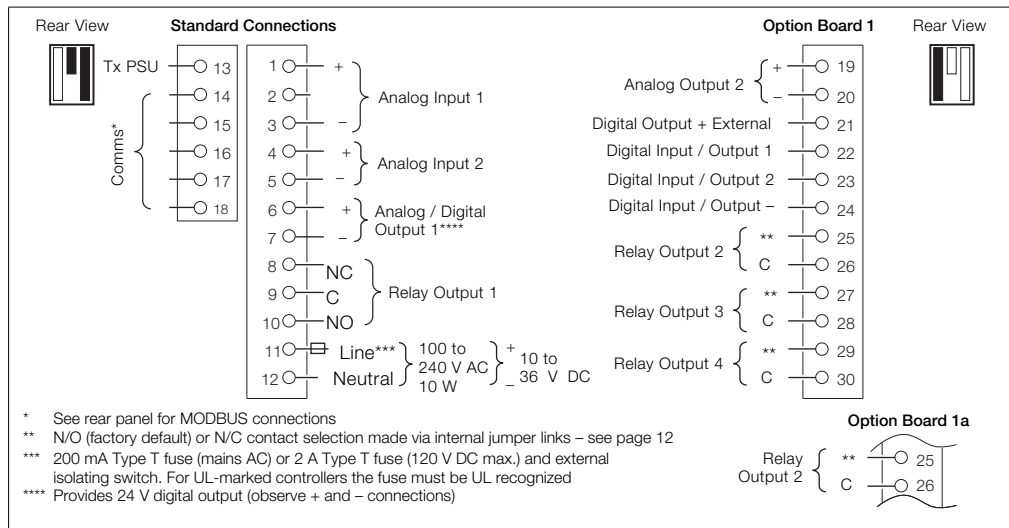 Rear View
Standard Connections
Option Board 1
Rear View
Tx PSU
13
14
15
16
17
18
Comms*
1 +
2
3 –
Analog Input 1
4 +
5 –
Analog Input 2
6 +
7 –
Analog / Digital
Output 1****
8 NC
9 C
10 NO
Relay Output 1
11 Line***
12 Neutral
100 to
240 V AC
10 W
+
–
10 to
36 V DC
Analog Output 2
+ 19
– 20
Digital Output + External 21
Digital Input / Output 1 22
Digital Input / Output 2 23
Digital Input / Output – 24
Relay Output 2
** 25
C 26
Relay Output 3
** 27
C 28
Relay Output 4
** 29
C 30
* See rear panel for MODBUS connections
** N/O (factory default) or N/C contact selection made via internal jumper links – see page 12
*** 200 mA Type T fuse (mains AC) or 2 A Type T fuse (120 V DC max.) and external
isolating switch. For UL-marked controllers the fuse must be UL recognized
**** Provides 24 V digital output (observe + and – connections)
Option Board 1a
Relay
Output 2
** 25
C 26